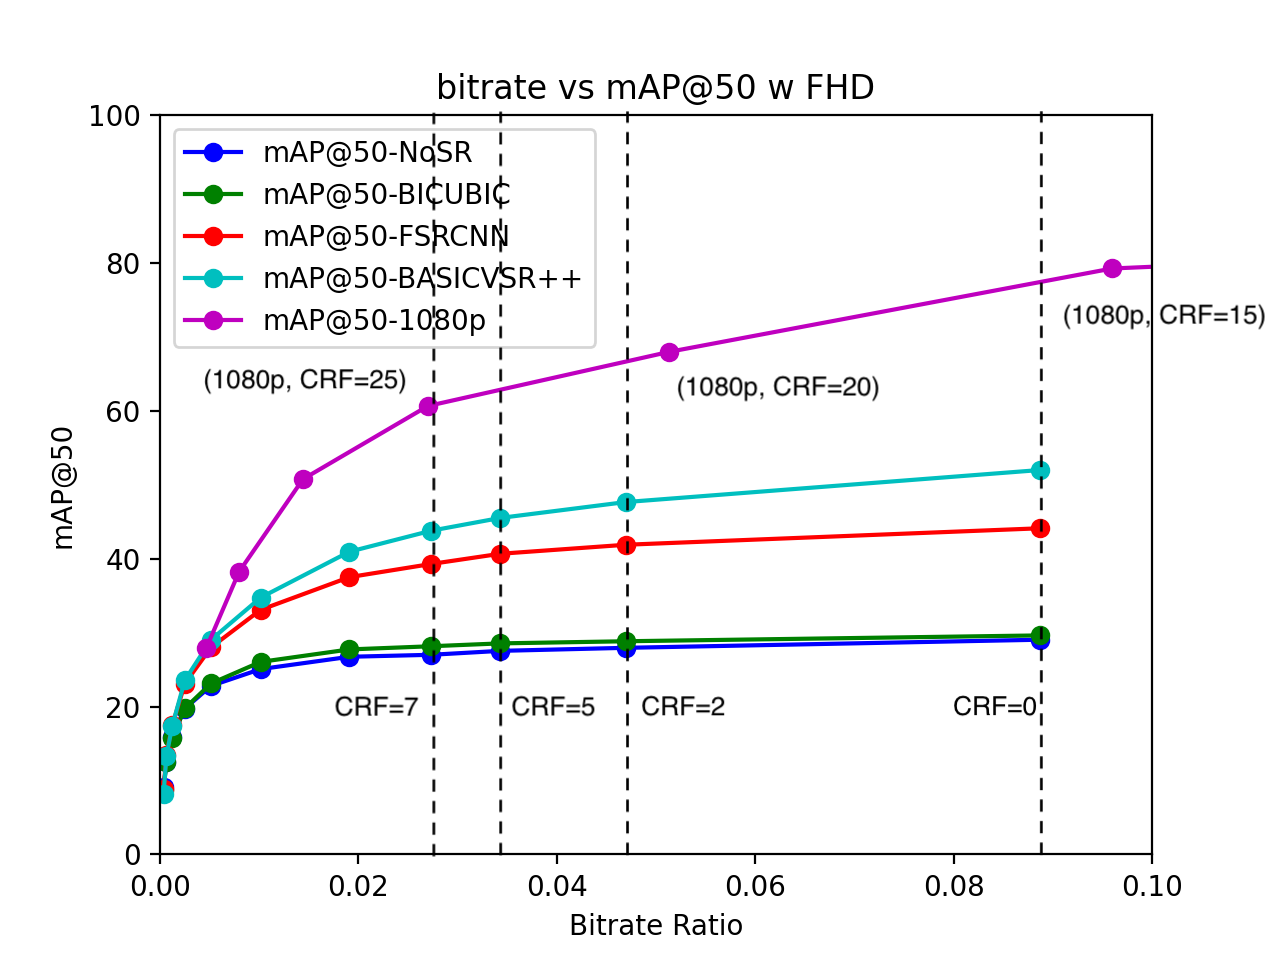 bitrate vs mAP@50 w FHD
100
80
60
40
20
0
mAP@50
mAP@50-NoSR
mAP@50-BICUBIC
mAP@50-FSRCNN
mAP@50-BASICVSR++
mAP@50-1080p
(1080p, CRF=15)
(1080p, CRF=25)
(1080p, CRF=20)
CRF=7
CRF=5
CRF=2
CRF=0
0.00
0.02
0.04
0.06
0.08
0.10
Bitrate Ratio